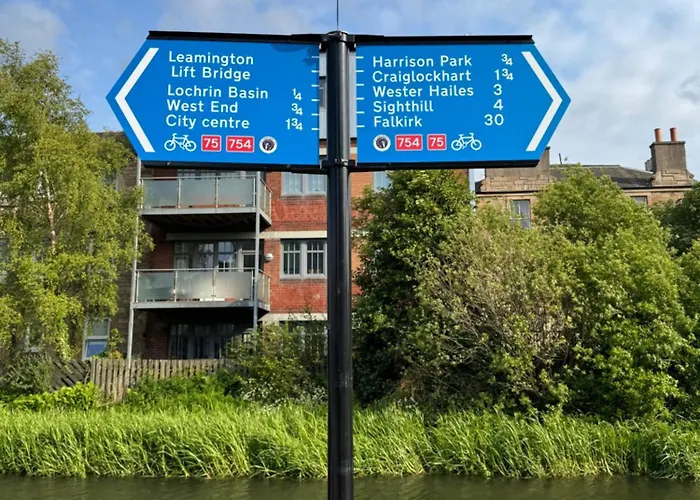 Leamington
Lift Bridge
Lochrin Basin ¼
West End ¾
City centre 1¾
75 754
Harrison Park ¾
Craiglockhart 1¾
Wester Hailes 3
Sighthill 4
Falkirk 30
754 75